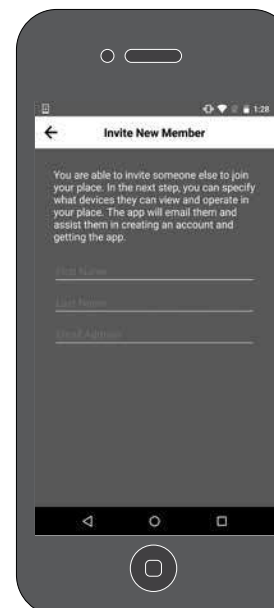 1:28
Invite New Member
You are able to invite someone else to join
your place. In the next step, you can specify
what devices they can view and operate in
your place. The app will email them and
assist them in creating an account and
getting the app.
First Name
Last Name
Email Address